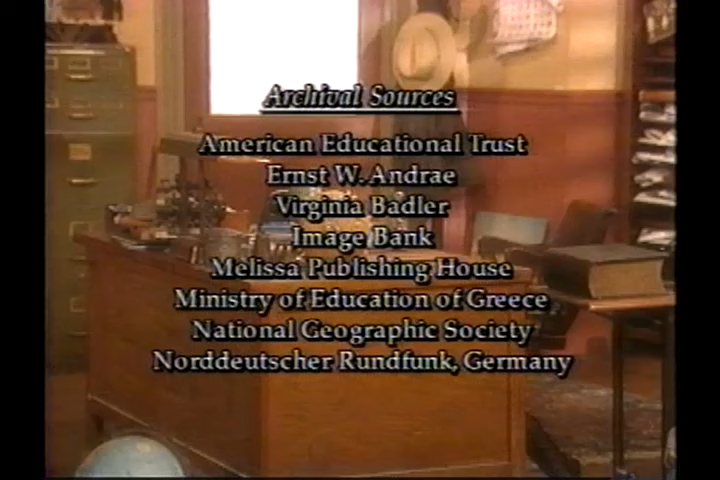 Archival Sources
American Educational Trust
Ernst W. Andrae
Virginia Badler
Image Bank
Melissa Publishing House
Ministry of Education of Greece
National Geographic Society
Norddeutscher Rundfunk, Germany